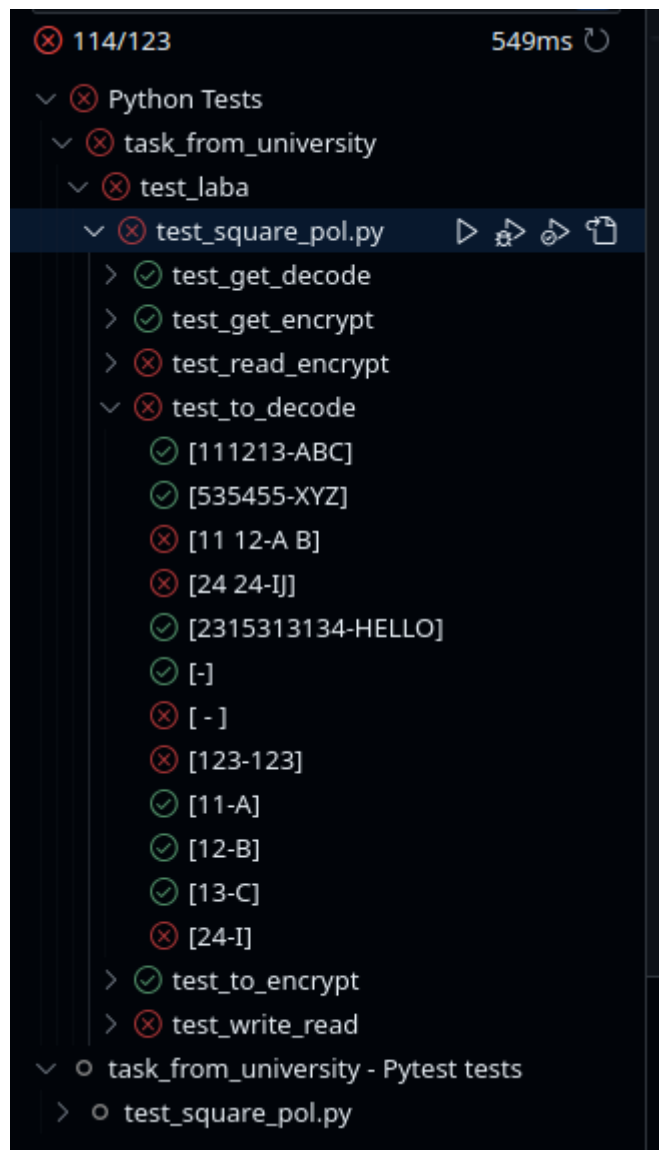 114/123 549ms
Python Tests
task_from_university
test_laba
test_square_pol.py
test_get_decode
test_get_encrypt
test_read_encrypt
test_to_decode
[111213-ABC]
[535455-XYZ]
[11 12-A B]
[24 24-IJ]
[2315313134-HELLO]
[-]
[ - ]
[123-123]
[11-A]
[12-B]
[13-C]
[24-I]
test_to_encrypt
test_write_read
task_from_university - Pytest tests
test_square_pol.py